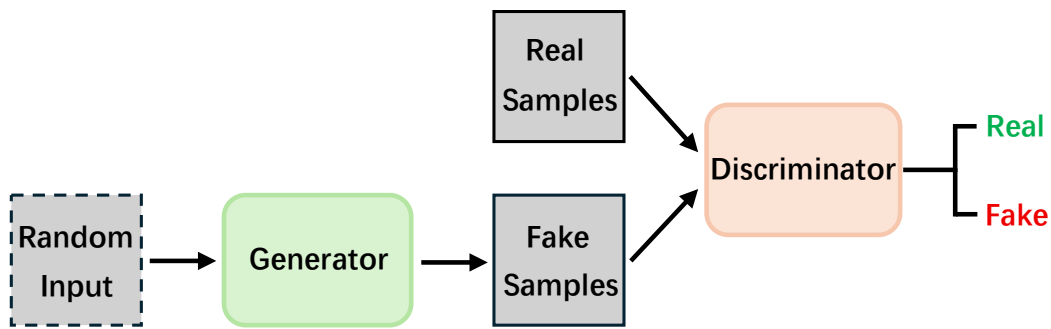 Real
Samples
Discriminator
Real
Fake
Random
Input
Generator
Fake
Samples